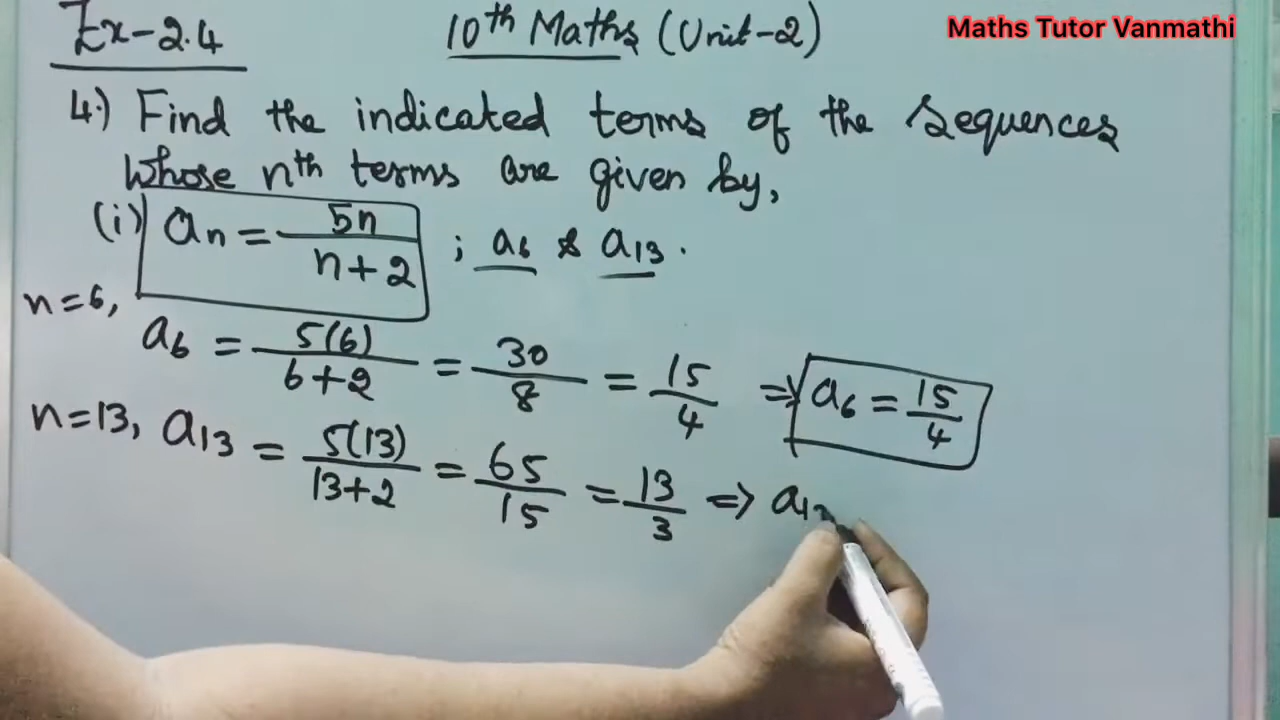 Ex-2.4 10th Maths (Unit-2) Maths Tutor Vanmathi
4.) Find the indicated terms of the sequences
whose nth terms are given by,
(i) an = 5n / n+2 ; a6 & a13.
n=6,
a6 = 5(6) / 6+2 = 30 / 8 = 15 / 4 ⇒ a6 = 15 / 4
n=13, a13 = 5(13) / 13+2 = 65 / 15 = 13 / 3 ⇒ a1